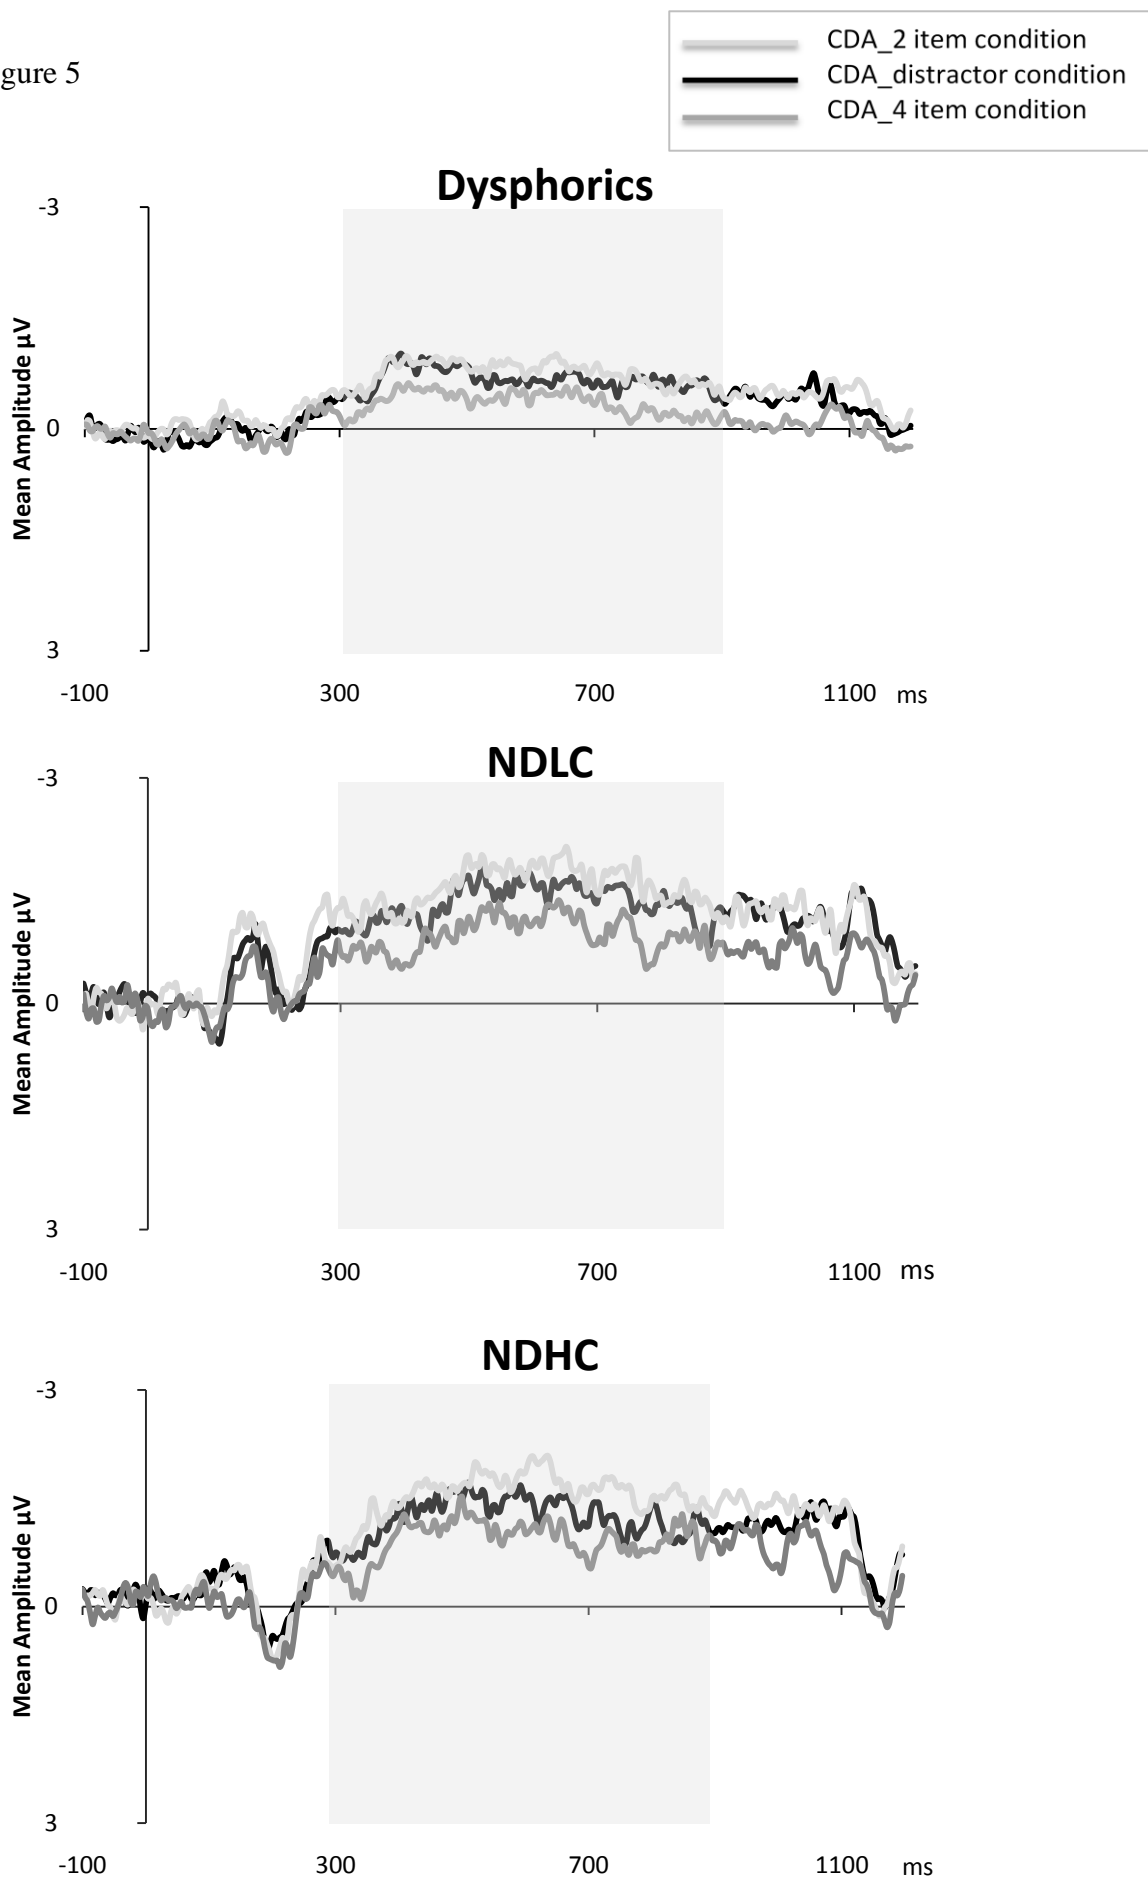 CDA_2 item condition
gure 5
CDA_distractor condition
CDA_4 item condition
Dysphorics
-3
Mean Amplitude µV
0
3
-100 300 700 1100 ms
NDLC
-3
Mean Amplitude µV
0
3
-100 300 700 1100 ms
NDHC
-3
Mean Amplitude µV
0
3
-100 300 700 1100 ms